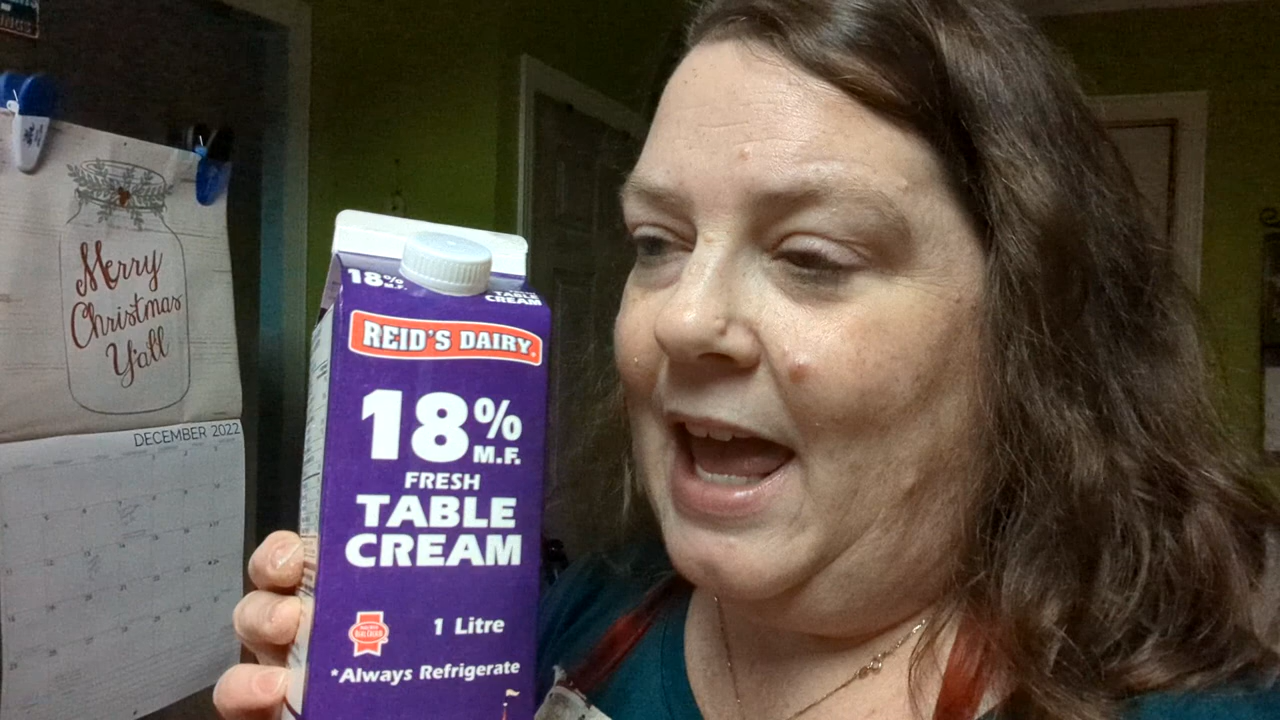 Merry
Christmas
Y'all
DECEMBER 2022
18%
M.F.
TABLE
CREAM
REID'S DAIRY
18%
M.F.
FRESH
TABLE
CREAM
1 Litre
*Always Refrigerate